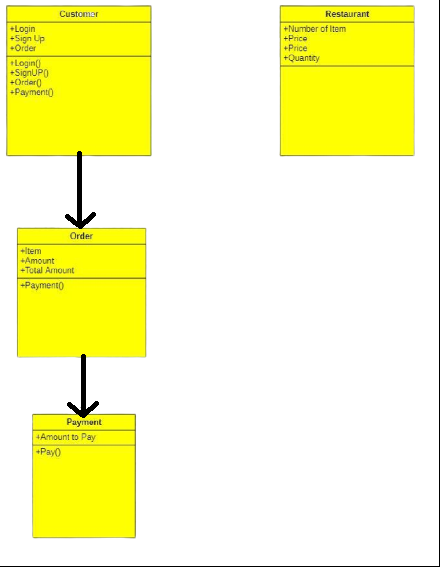 Customer
+Login
+Sign Up
+Order
+Login()
+SignUP()
+Order()
+Payment()
Restaurant
+Number of Item
+Price
+Price
+Quantity
Order
+Item
+Amount
+Total Amount
+Payment()
Payment
+Amount to Pay
+Pay()